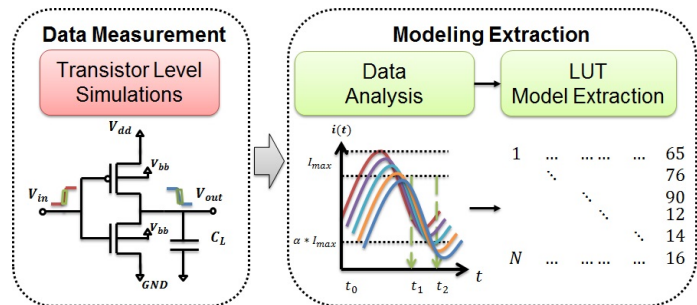 Data Measurement
Transistor Level
Simulations
V_dd
V_bb
V_in
V_out
V_bb
C_L
GND
Modeling Extraction
Data
Analysis
LUT
Model Extraction
i(t)
I_max
α * I_max
t_0
t_1
t_2
t
1 ... ... ... ... 65
⋱ 76
⋱ 90
⋱ 12
⋱ 14
N ... ... ... ... 16